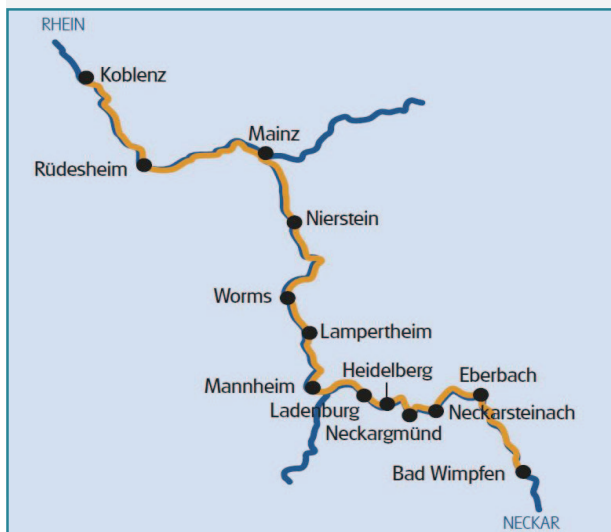 RHEIN
Koblenz
Mainz
Rüdesheim
Nierstein
Worms
Lampertheim
Heidelberg
Eberbach
Mannheim
Ladenburg
Neckarsteinach
Neckargmünd
Bad Wimpfen
NECKAR